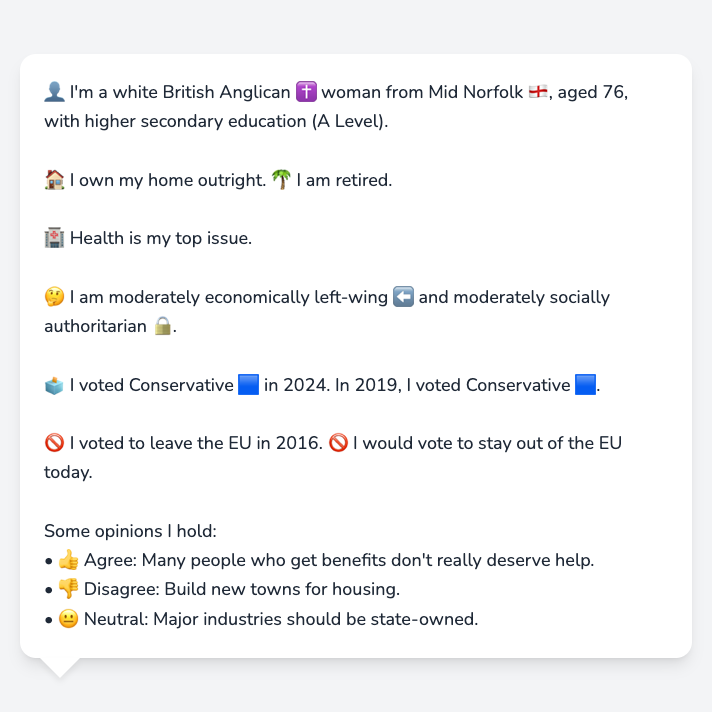 👤 I'm a white British Anglican ✝️ woman from Mid Norfolk 🏴󠁧󠁢󠁥󠁮󠁧󠁿, aged 76,
with higher secondary education (A Level).
🏠 I own my home outright. 🌴 I am retired.
🏥 Health is my top issue.
🤔 I am moderately economically left-wing ⬅️ and moderately socially
authoritarian 🔒.
🗳️ I voted Conservative 🟦 in 2024. In 2019, I voted Conservative 🟦.
🚫 I voted to leave the EU in 2016. 🚫 I would vote to stay out of the EU
today.
Some opinions I hold:
• 👍 Agree: Many people who get benefits don't really deserve help.
• 👎 Disagree: Build new towns for housing.
• 😐 Neutral: Major industries should be state-owned.